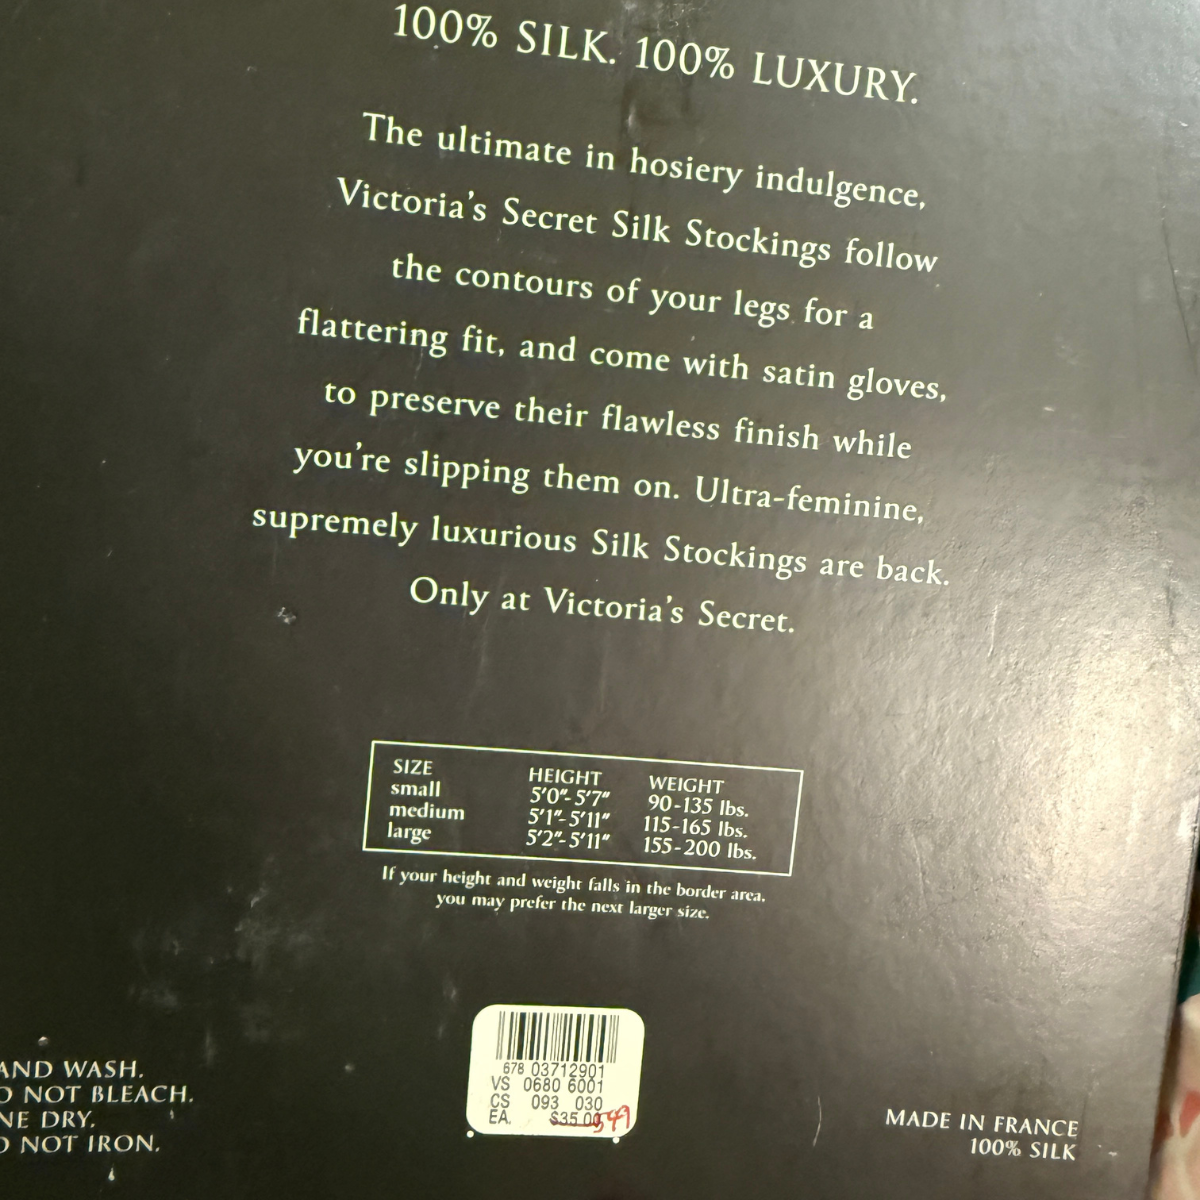 100% SILK. 100% LUXURY.
The ultimate in hosiery indulgence,
Victoria's Secret Silk Stockings follow
the contours of your legs for a
flattering fit, and come with satin gloves,
to preserve their flawless finish while
you're slipping them on. Ultra-feminine,
supremely luxurious Silk Stockings are back.
Only at Victoria's Secret.
SIZE HEIGHT WEIGHT
small 5'0"-5'7" 90-135 lbs.
medium 5'1"-5'11" 115-165 lbs.
large 5'2"-5'11" 155-200 lbs.
If your height and weight falls in the border area,
you may prefer the next larger size.
678 03712901
VS 0680 6001
CS 093 030
EA. $35.00
AND WASH.
O NOT BLEACH.
NE DRY.
O NOT IRON.
MADE IN FRANCE
100% SILK